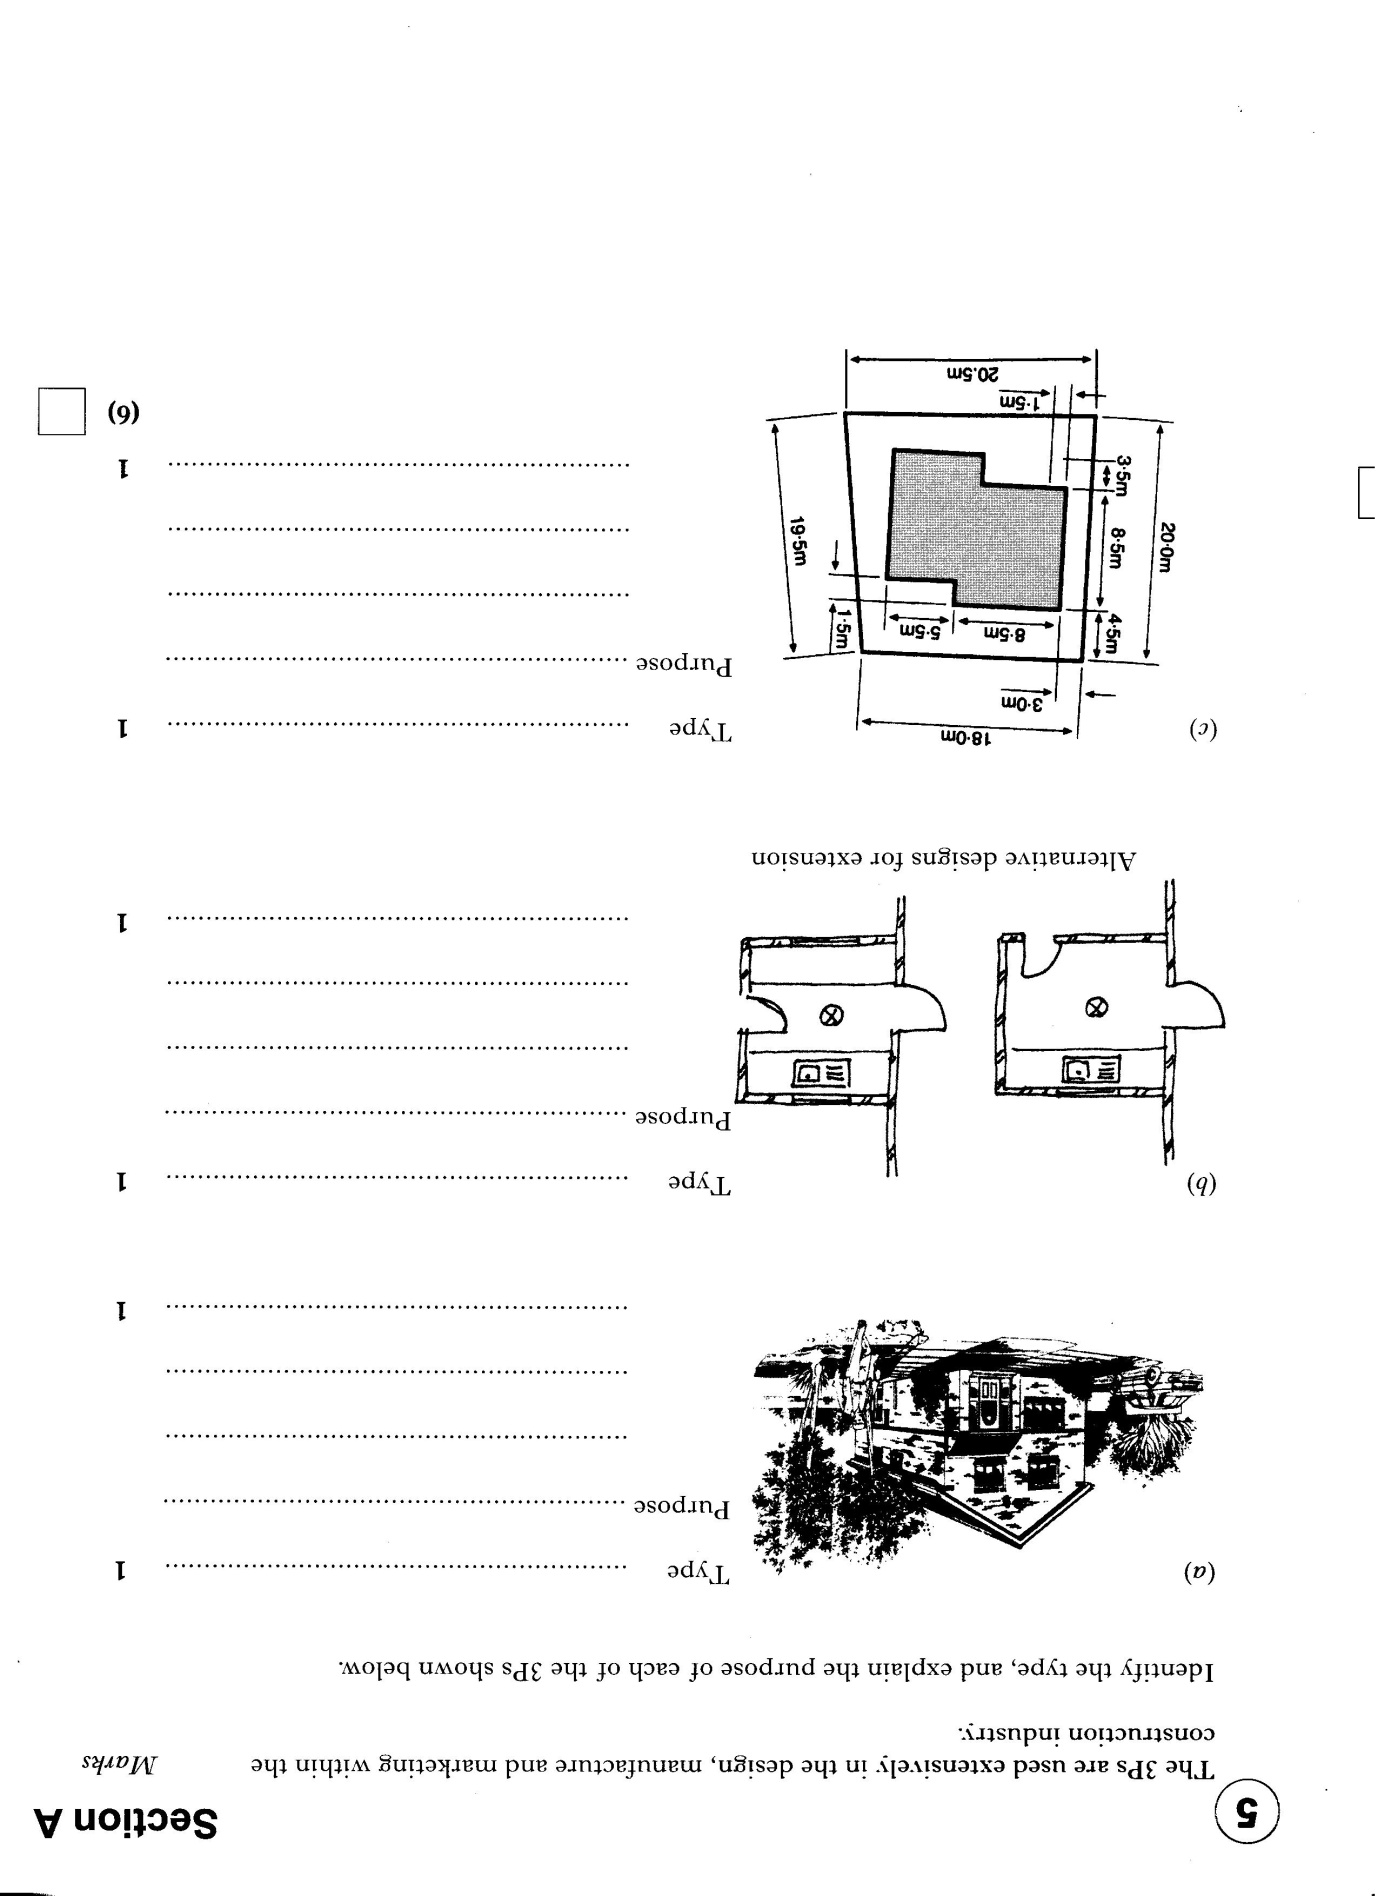 5
Section A
The 3Ps are used extensively in the design, manufacture and marketing within the
construction industry.
Marks
Identify the type, and explain the purpose of each of the 3Ps shown below.
(a)
Type ............................................................ 1
Purpose ............................................................
............................................................
............................................................
............................................................ 1
(b)
Type ............................................................ 1
Purpose ............................................................
............................................................
............................................................
............................................................ 1
Alternative designs for extension
(c)
18·0m
3·0m
4·5m
8·5m
5·5m
1·5m
20·0m
8·5m
19·5m
3·5m
1·5m
20.5m
Type ............................................................ 1
Purpose ............................................................
............................................................
............................................................
............................................................ 1
(6)